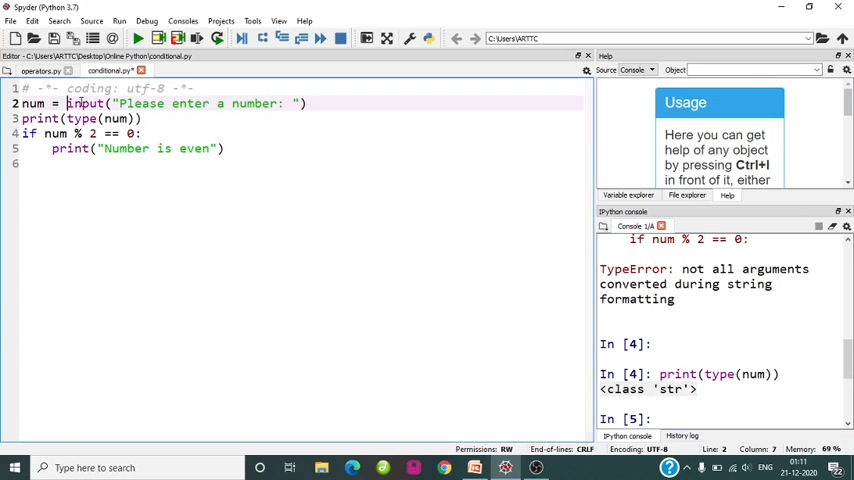 Spyder (Python 3.7)
File Edit Search Source Run Debug Consoles Projects Tools View Help
C:\Users\ARTTC
Editor - C:\Users\ARTTC\Desktop\Online Python\conditional.py
operators.py
conditional.py*
1 # -*- coding: utf-8 -*-
2 num = input("Please enter a number: ")
3 print(type(num))
4 if num % 2 == 0:
5 print("Number is even")
6
Help
Source Console Object
Usage
Here you can get
help of any object
by pressing Ctrl+I
in front of it, either
Variable explorer File explorer Help
IPython console
Console 1/A
if num % 2 == 0:
TypeError: not all arguments
converted during string
formatting
In [4]:
In [4]: print(type(num))
<class 'str'>
In [5]:
IPython console History log
Permissions: RW End-of-lines: CRLF Encoding: UTF-8 Line: 2 Column: 7 Memory: 69 %
Type here to search
ENG
01:11
21-12-2020
22